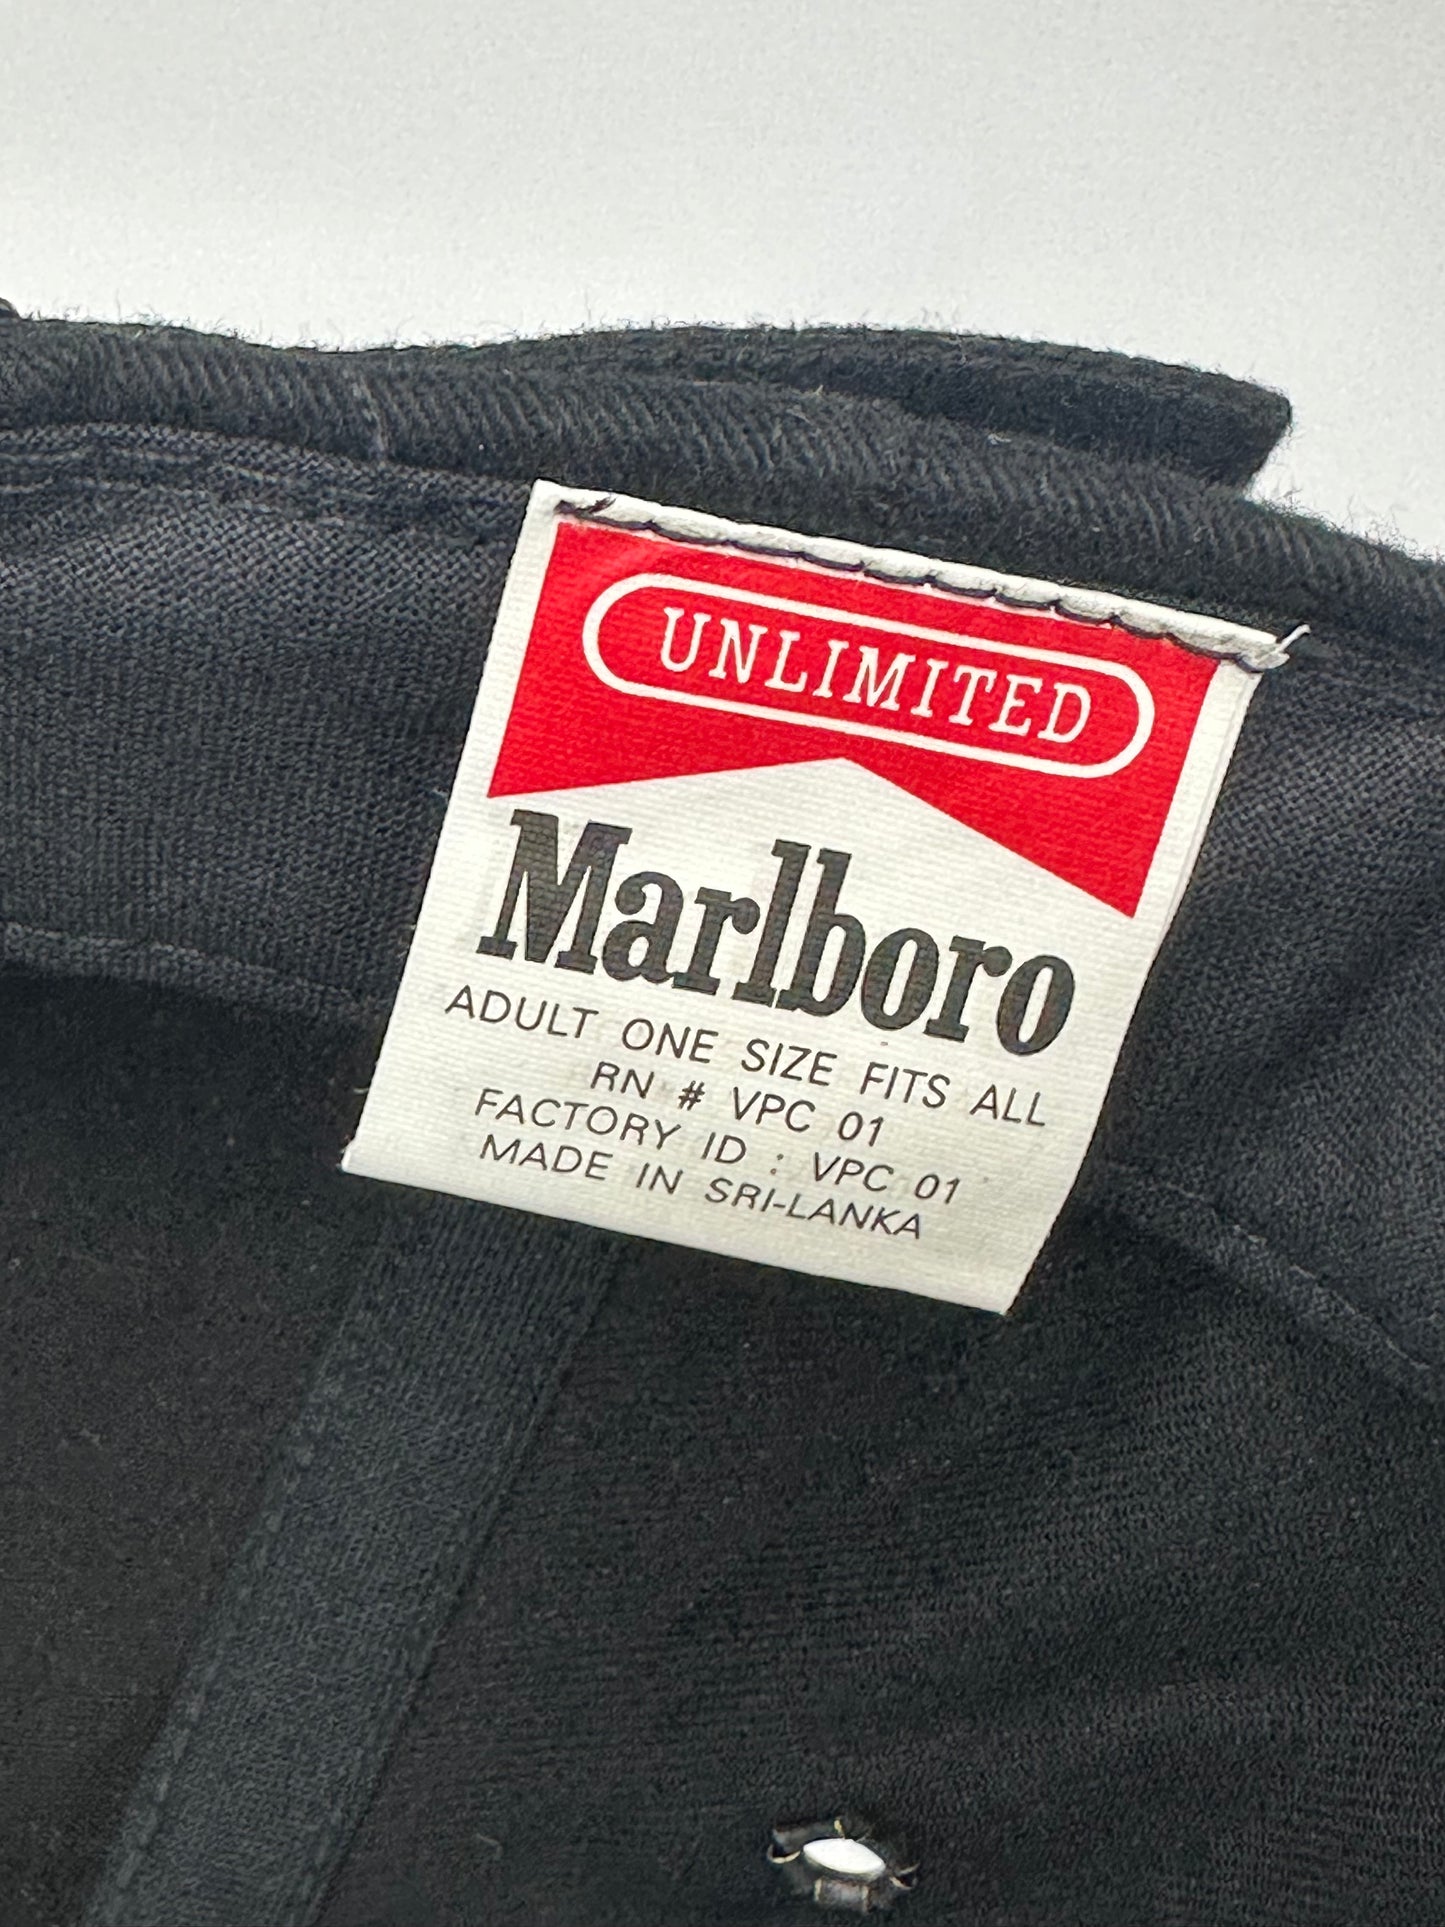 UNLIMITED
Marlboro
ADULT ONE SIZE FITS ALL
RN # VPC 01
FACTORY ID : VPC 01
MADE IN SRI-LANKA